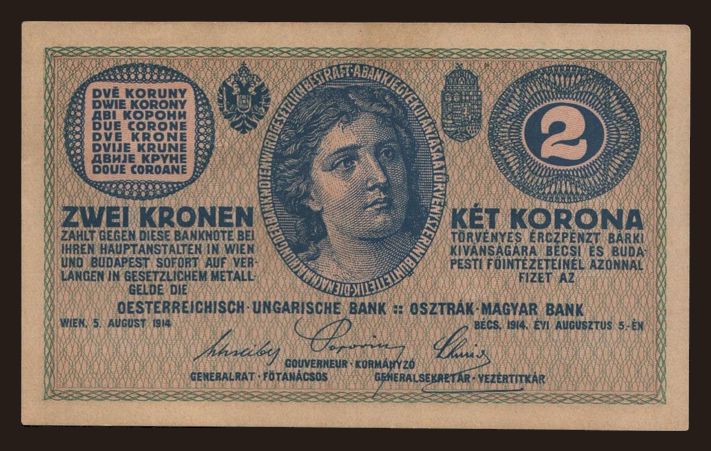 DVĚ KORUNY
DWIE KORONY
ДВІ КОРОНИ
DUE CORONE
DVE KRONE
DVIJE KRUNE
ДВИЈЕ КРУНЕ
DOUE COROANE
2
ZWEI KRONEN
ZAHLT GEGEN DIESE BANKNOTE BEI
IHREN HAUPTANSTALTEN IN WIEN
UND BUDAPEST SOFORT AUF VER-
LANGEN IN GESETZLICHEM METALL-
GELDE DIE
KÉT KORONA
TÖRVÉNYES ÉRCZPÉNZT BÁRKI
KIVÁNSÁGÁRA BÉCSI ÉS BUDA-
PESTI FŐINTÉZETEINÉL AZONNAL
FIZET AZ
OESTERREICHISCH-UNGARISCHE BANK :: OSZTRÁK-MAGYAR BANK
WIEN, 5. AUGUST 1914
BÉCS, 1914. ÉVI AUGUSZTUS 5.-ÉN
GOUVERNEUR · KORMÁNYZÓ
GENERALRAT · FŐTANÁCSOS
GENERALSEKRETÄR · VEZÉRTITKÁR